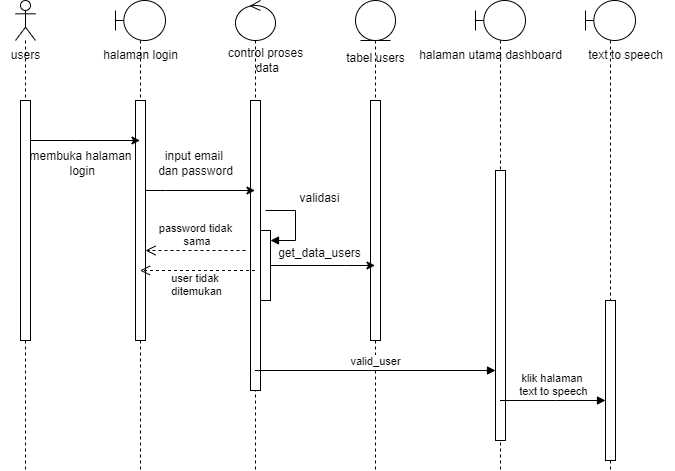 users
halaman login
control proses
data
tabel users
halaman utama dashboard
text to speech
membuka halaman
login
input email
dan password
validasi
password tidak
sama
get_data_users
user tidak
ditemukan
valid_user
klik halaman
text to speech